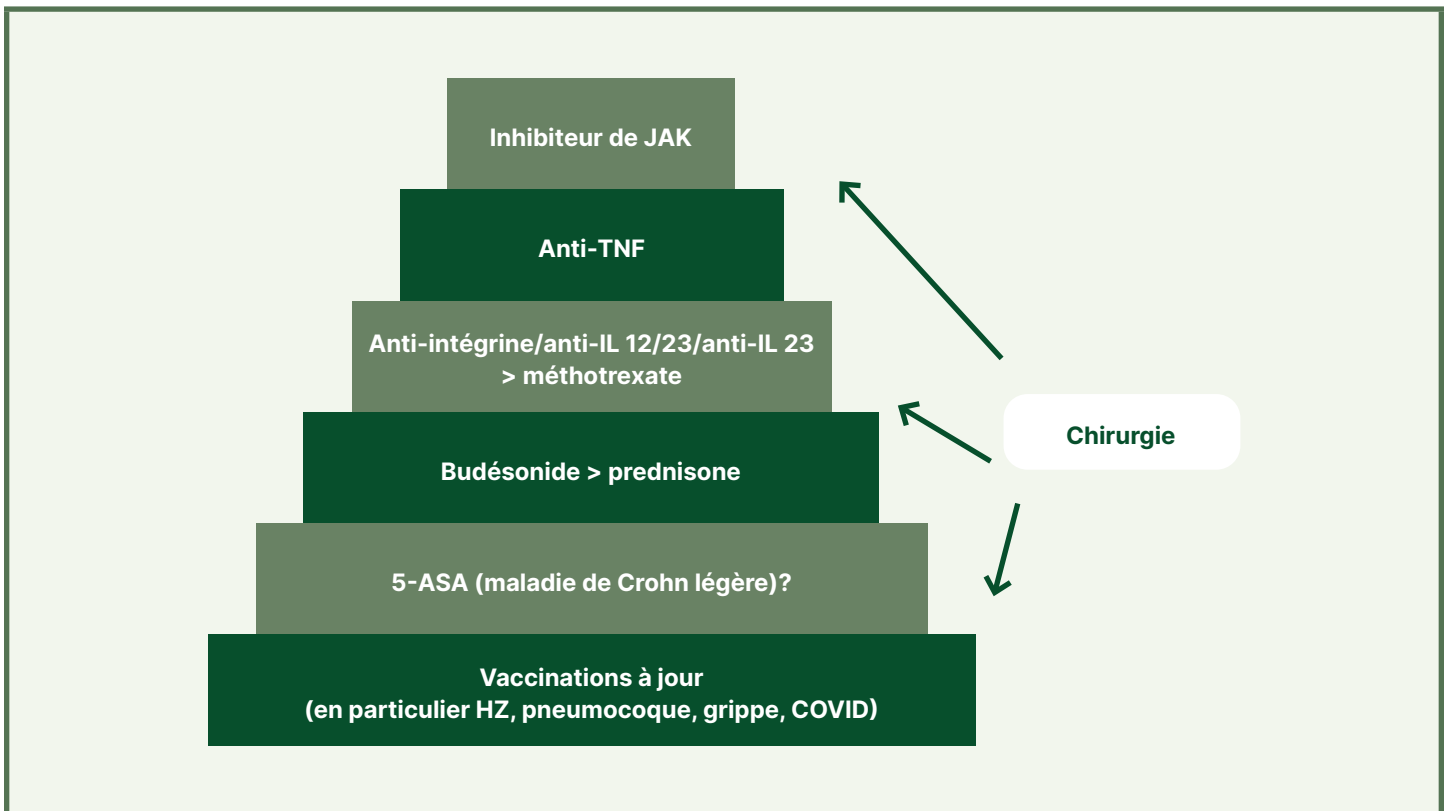 Inhibiteur de JAK
Anti-TNF
Anti-intégrine/anti-IL 12/23/anti-IL 23
> méthotrexate
Budésonide > prednisone
5-ASA (maladie de Crohn légère)?
Vaccinations à jour
(en particulier HZ, pneumocoque, grippe, COVID)
Chirurgie